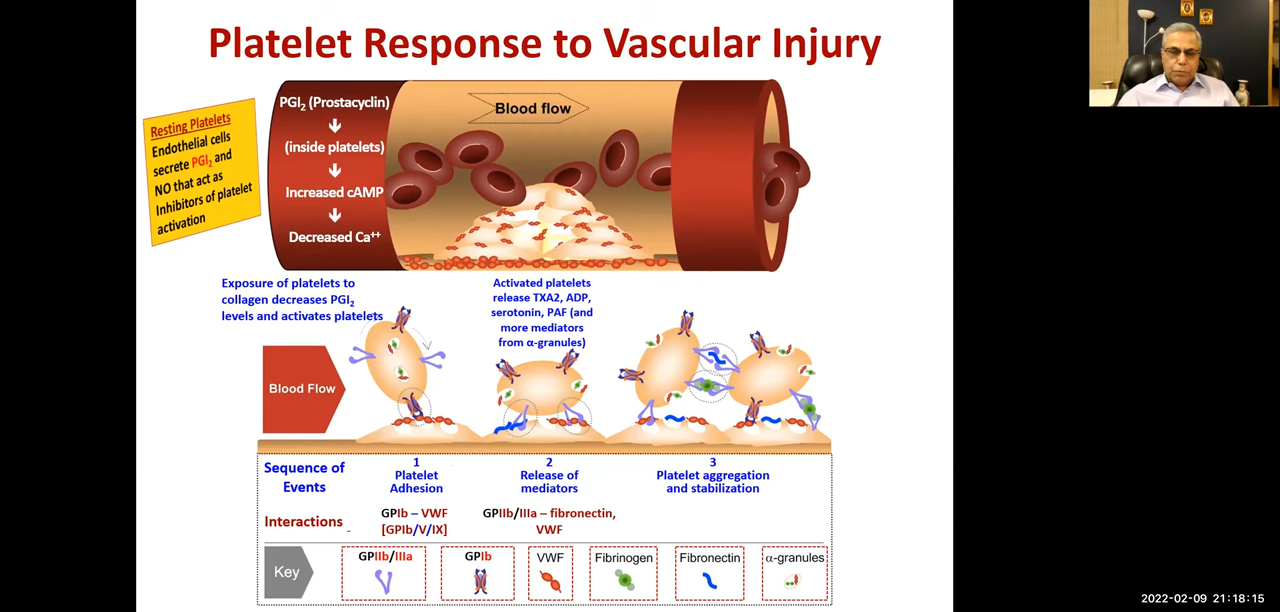 Platelet Response to Vascular Injury
Resting Platelets
Endothelial cells
secrete PGI2 and
NO that act as
Inhibitors of platelet
activation
PGI2 (Prostacyclin)
(inside platelets)
Increased cAMP
Decreased Ca++
Blood flow
Exposure of platelets to
collagen decreases PGI2
levels and activates platelets
Activated platelets
release TXA2, ADP,
serotonin, PAF (and
more mediators
from α-granules)
Blood Flow
Sequence of
Events
1
Platelet
Adhesion
2
Release of
mediators
3
Platelet aggregation
and stabilization
Interactions
GPIb – VWF
[GPIb/V/IX]
GPIIb/IIIa – fibronectin,
VWF
Key
GPIIb/IIIa
GPIb
VWF
Fibrinogen
Fibronectin
α-granules
2022-02-09 21:18:15